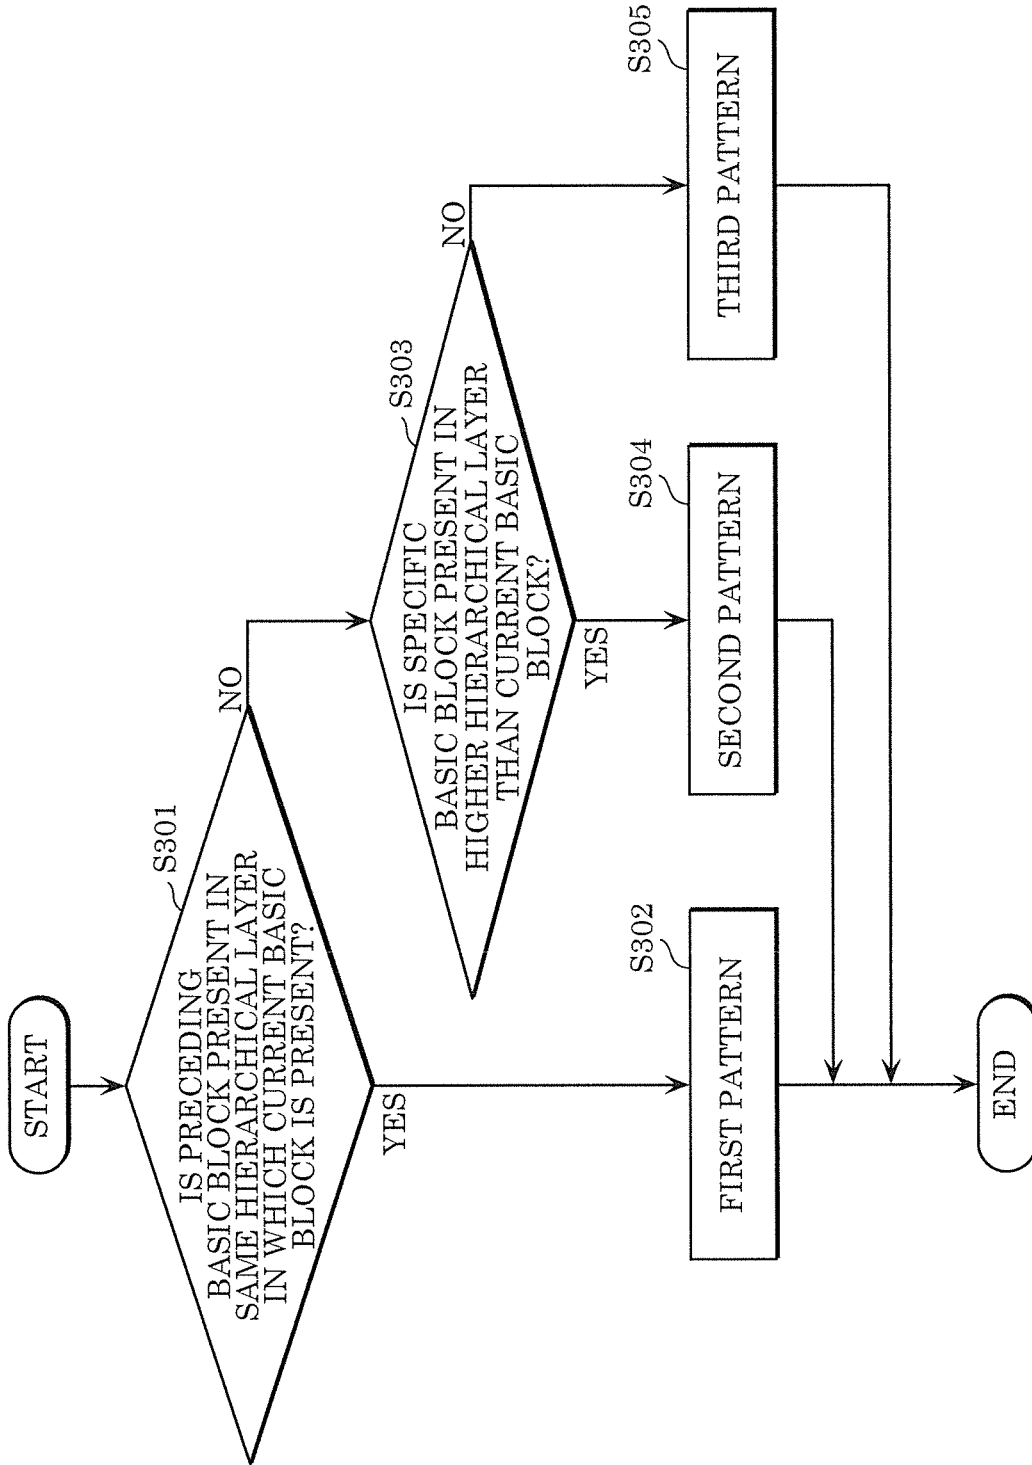 START
S301
IS PRECEDING
BASIC BLOCK PRESENT IN
SAME HIERARCHICAL LAYER
IN WHICH CURRENT BASIC
BLOCK IS PRESENT?
NO
YES
S303
IS SPECIFIC
BASIC BLOCK PRESENT IN
HIGHER HIERARCHICAL LAYER
THAN CURRENT BASIC
BLOCK?
NO
YES
S302
FIRST PATTERN
S304
SECOND PATTERN
S305
THIRD PATTERN
END